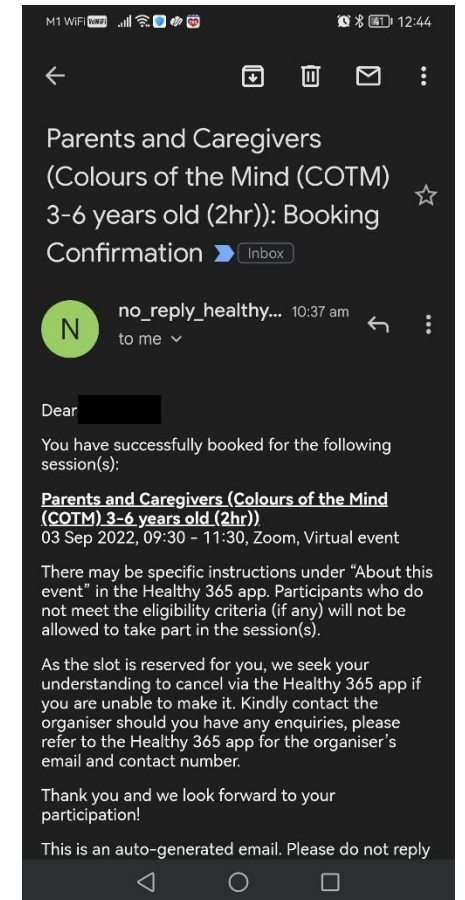 M1 WiFi VoWiFi 41 12:44
Parents and Caregivers
(Colours of the Mind (COTM)
3-6 years old (2hr)): Booking
Confirmation Inbox
N
no_reply_healthy... 10:37 am
to me
Dear
You have successfully booked for the following
session(s):
Parents and Caregivers (Colours of the Mind
(COTM) 3-6 years old (2hr))
03 Sep 2022, 09:30 - 11:30, Zoom, Virtual event
There may be specific instructions under “About this
event” in the Healthy 365 app. Participants who do
not meet the eligibility criteria (if any) will not be
allowed to take part in the session(s).
As the slot is reserved for you, we seek your
understanding to cancel via the Healthy 365 app if
you are unable to make it. Kindly contact the
organiser should you have any enquiries, please
refer to the Healthy 365 app for the organiser’s
email and contact number.
Thank you and we look forward to your
participation!
This is an auto-generated email. Please do not reply